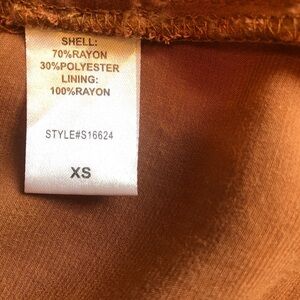 SHELL:
70%RAYON
30%POLYESTER
LINING:
100%RAYON
STYLE#S16624
XS